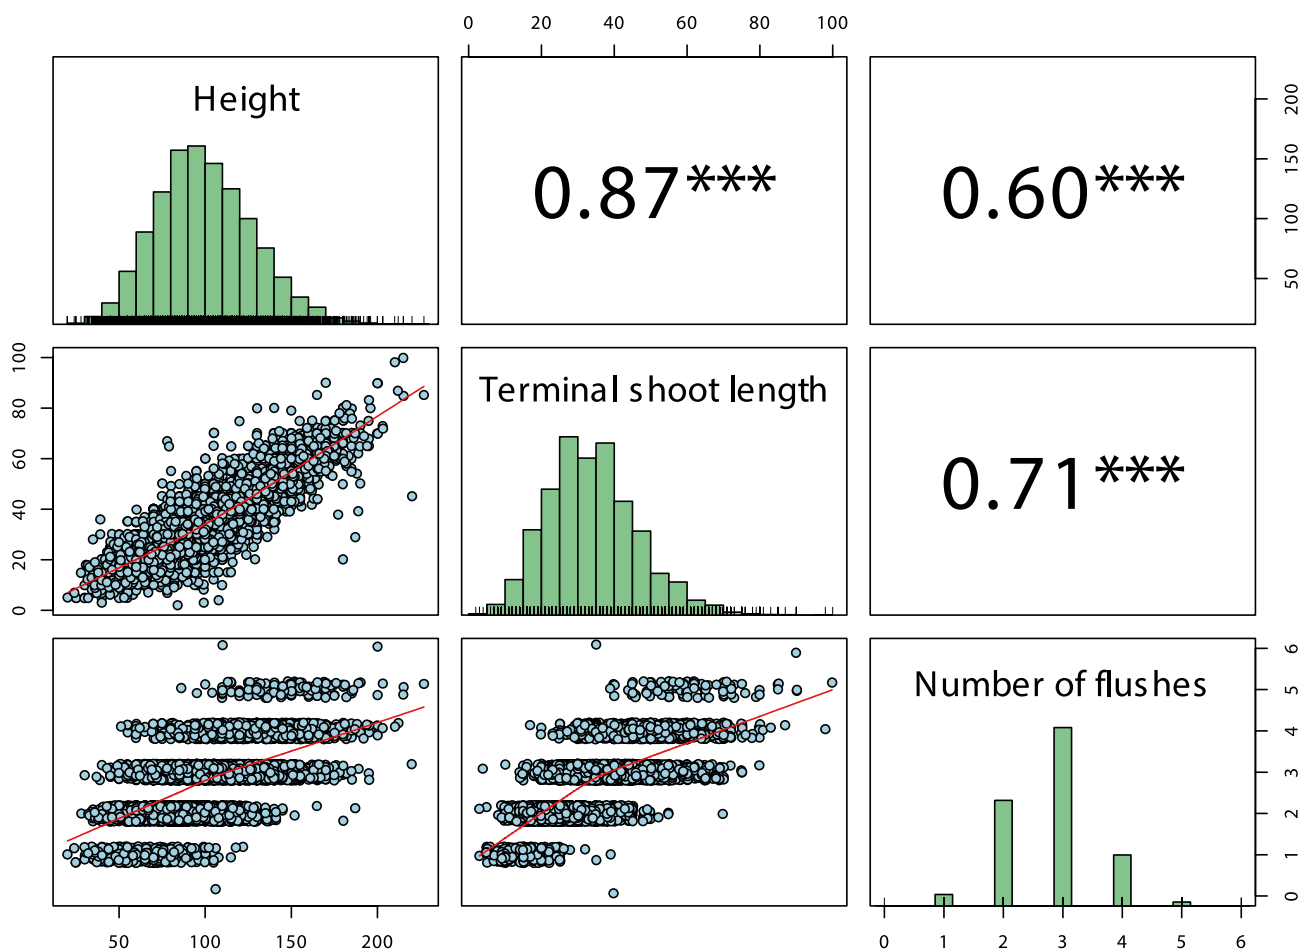 0 20 40 60 80 100
Height
0.87***
0.60***
50 100 150 200
0 20 40 60 80 100
Terminal shoot length
0.71***
Number of flushes
0 1 2 3 4 5 6
50 100 150 200
0 1 2 3 4 5 6